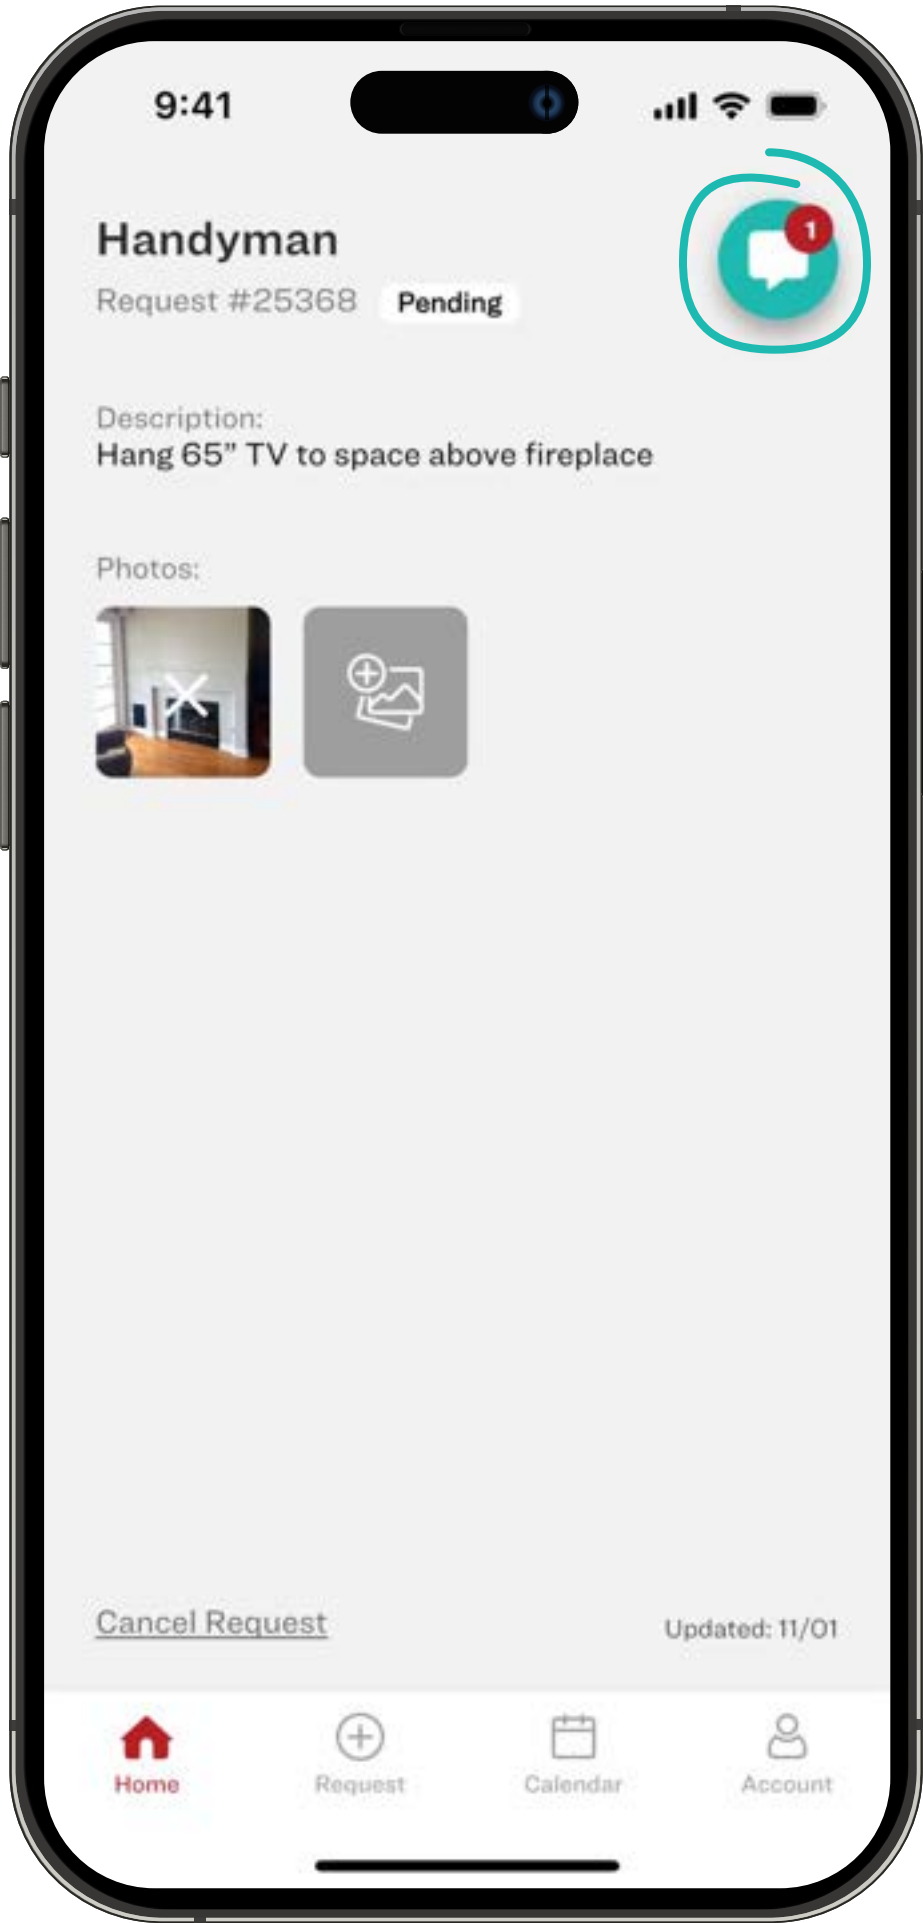 9:41
Handyman
1
Request #25368 Pending
Description:
Hang 65” TV to space above fireplace
Photos:
Cancel Request
Updated: 11/01
Home
Request
Calendar
Account